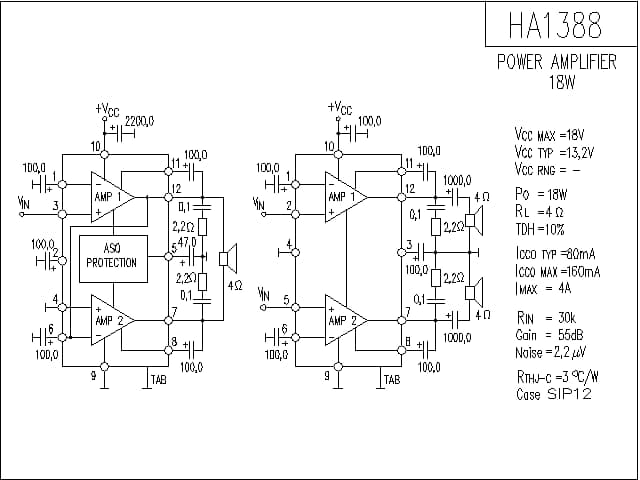 HA1388
POWER AMPLIFIER
18W
+VCC
2200,0
10
11
100,0
100,0
1
12
AMP 1
VIN
3
0,1
2,2Ω
100,0
2
ASO
PROTECTION
5
47,0
4Ω
2,2Ω
0,1
4
7
AMP 2
6
100,0
8
100,0
9
TAB
+VCC
100,0
10
11
100,0
100,0
1
12
1000,0
4Ω
AMP 1
VIN
2
0,1
2,2Ω
4
3
100,0
2,2Ω
VIN
5
0,1
7
4Ω
AMP 2
6
1000,0
100,0
8
100,0
9
TAB
VCC MAX =18V
VCC TYP =13,2V
VCC RNG = –
PO = 18W
RL =4Ω
TDH =10%
ICCO TYP =80mA
ICCO MAX =160mA
IMAX = 4A
RIN = 30k
Gain = 55dB
Noise =2,2 µV
RTHJ-C =3 ºC/W
Case SIP12